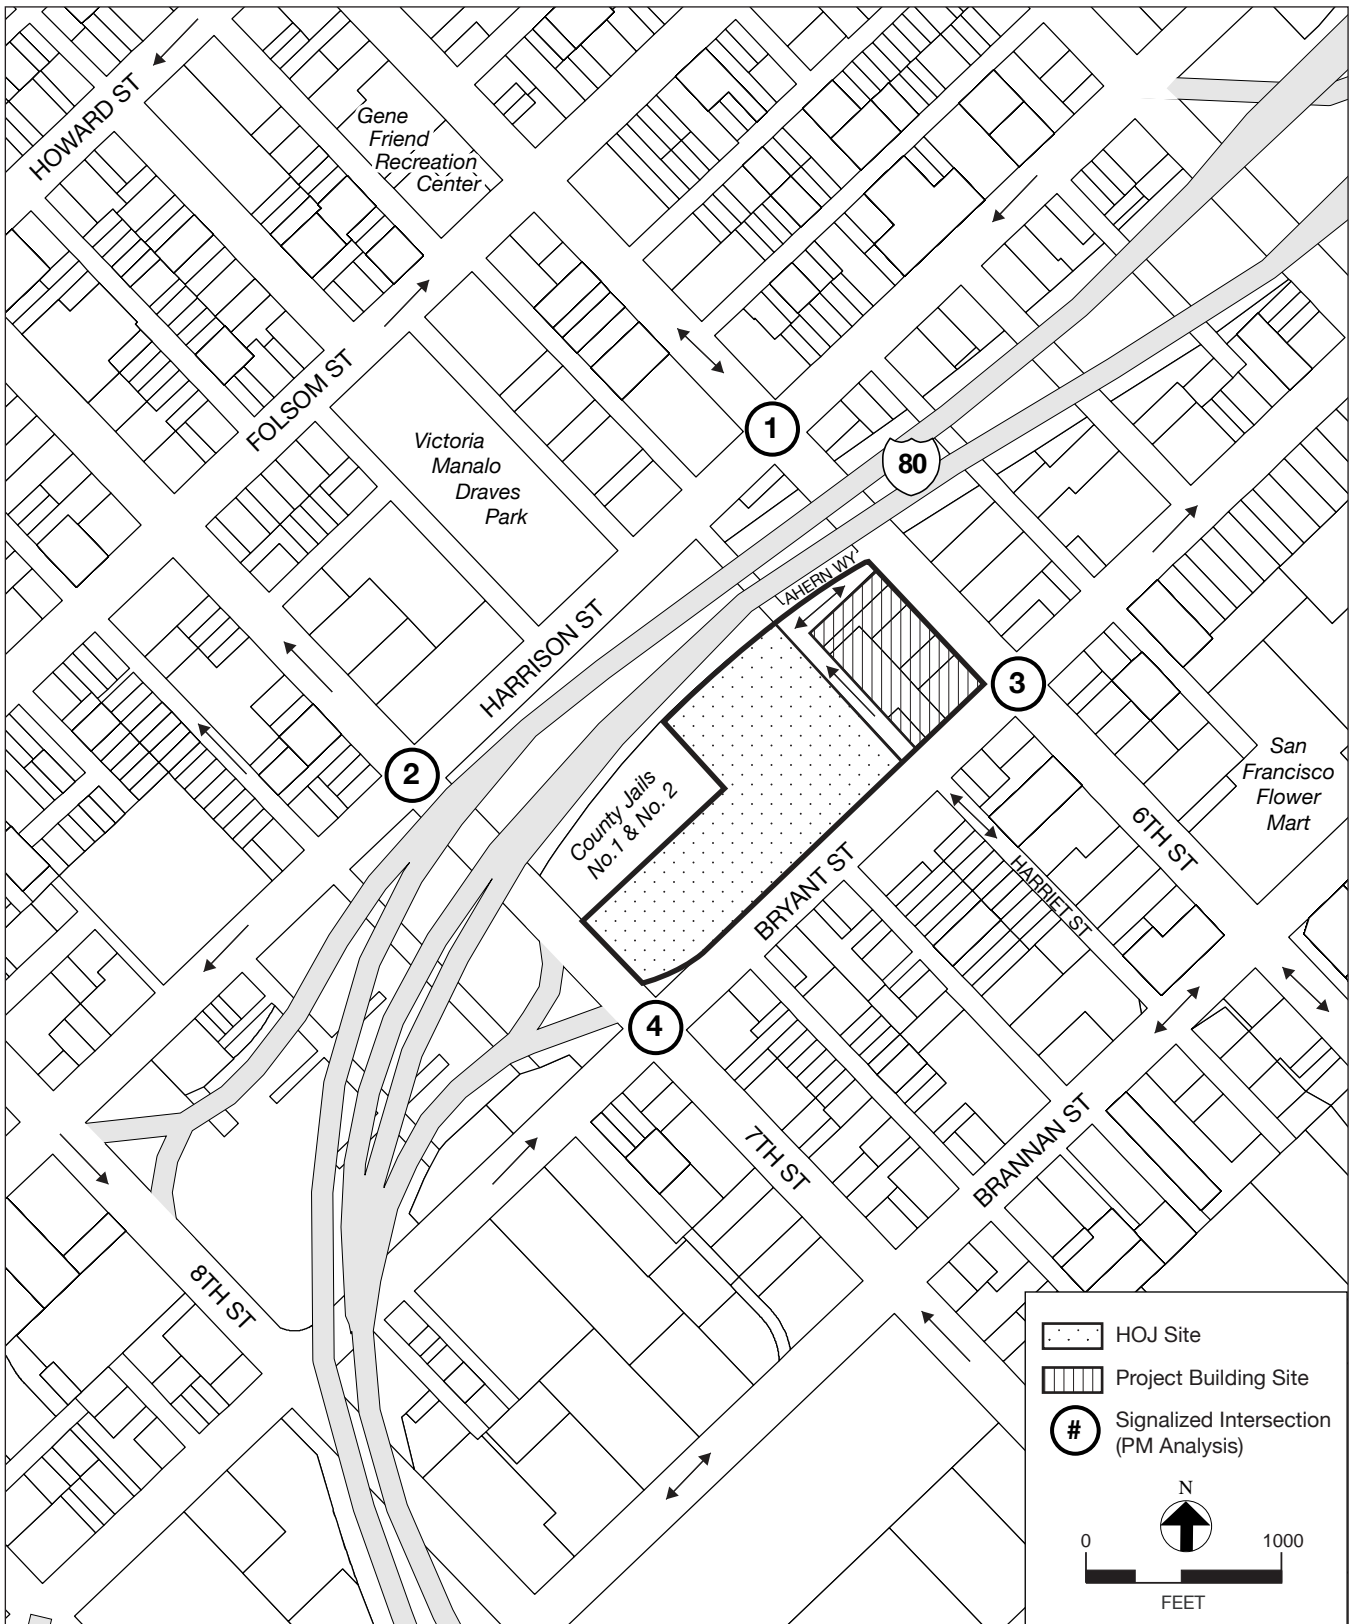 HOWARD ST
Gene
Friend
Recreation
Center
FOLSOM ST
Victoria
Manalo
Draves
Park
1
80
AHERN WY
HARRISON ST
3
2
San
Francisco
Flower
Mart
County Jails
No.1 & No. 2
6TH ST
BRYANT ST
HARRIET ST
4
7TH ST
BRANNAN ST
8TH ST
HOJ Site
Project Building Site
#
Signalized Intersection
(PM Analysis)
N
0 1000
FEET